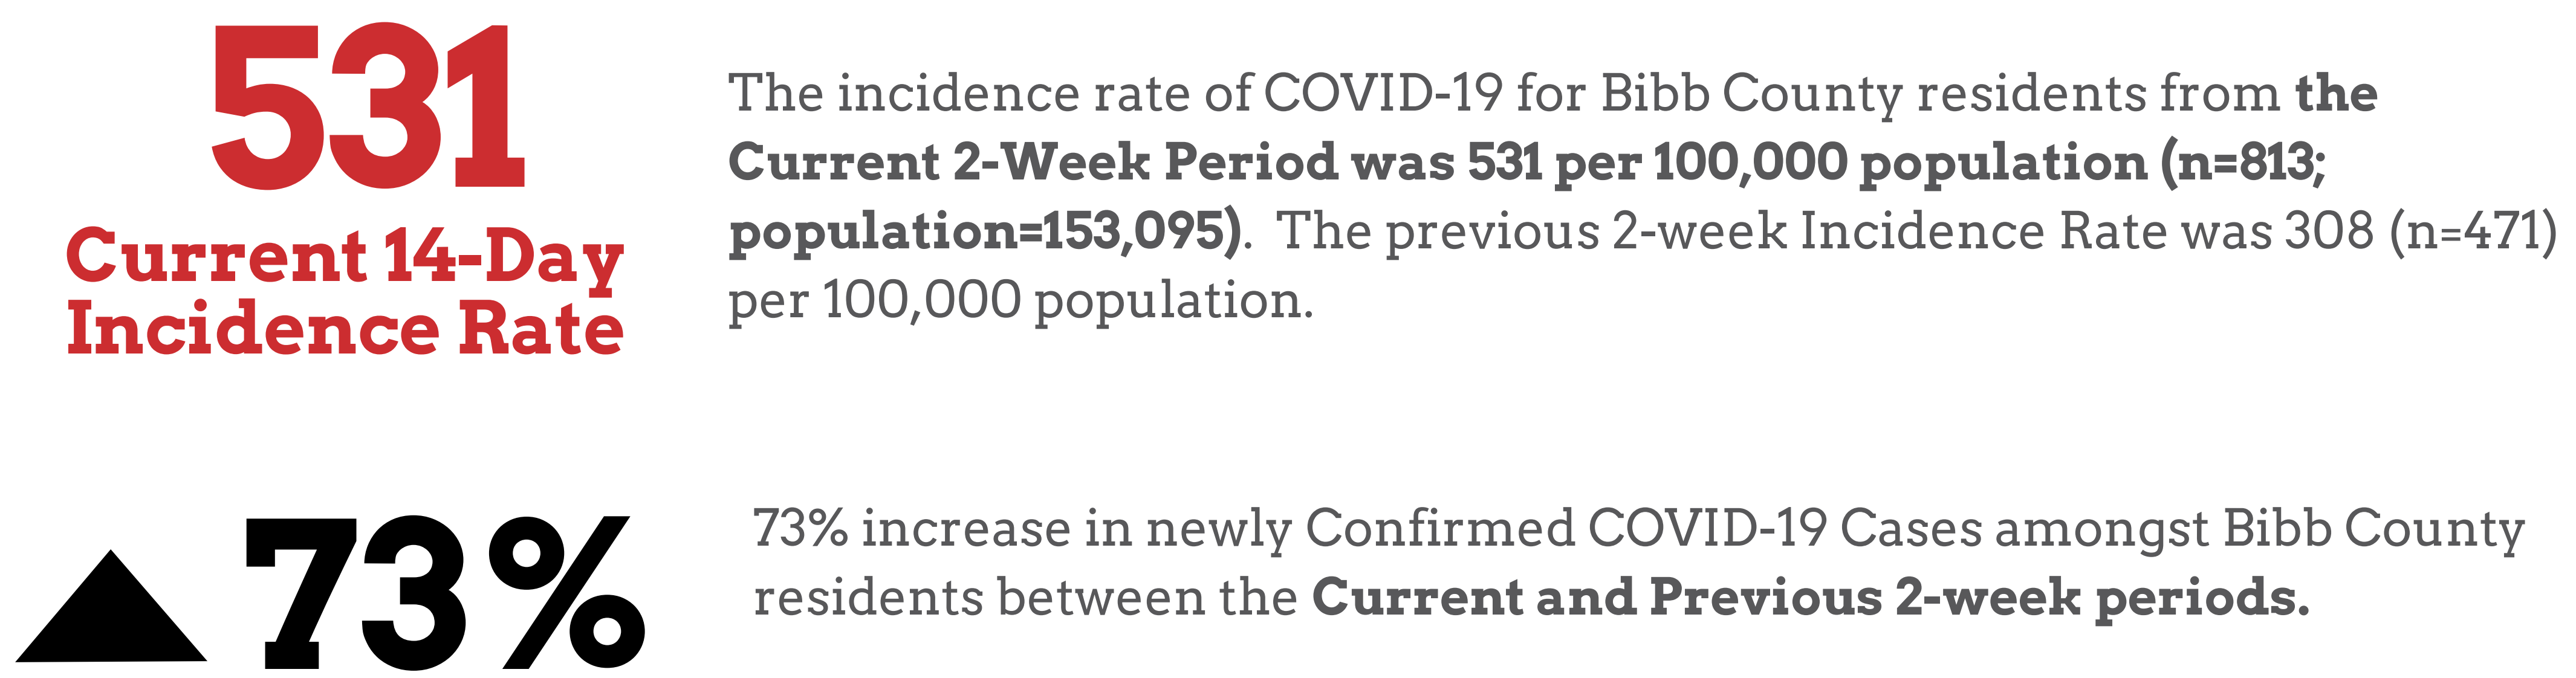 531
Current 14-Day
Incidence Rate
The incidence rate of COVID-19 for Bibb County residents from the
Current 2-Week Period was 531 per 100,000 population (n=813;
population=153,095).  The previous 2-week Incidence Rate was 308 (n=471)
per 100,000 population.
73%
73% increase in newly Confirmed COVID-19 Cases amongst Bibb County
residents between the Current and Previous 2-week periods.